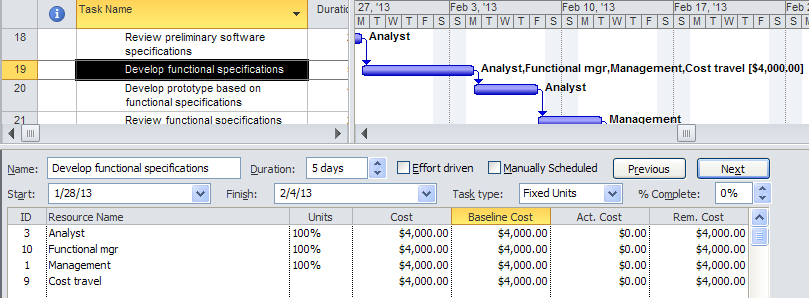 Task Name
Duratio
27, '13
Feb 3, '13
Feb 10, '13
Feb 17, '13
Feb 2
M T W T F S S M T W T F S S M T W T F S S M T W T F S S M
18 Review preliminary software specifications
Analyst
19 Develop functional specifications
Analyst,Functional mgr,Management,Cost travel [$4,000.00]
20 Develop prototype based on functional specifications
Analyst
21 Review functional specifications
Management
Name: Develop functional specifications Duration: 5 days Effort driven Manually Scheduled Previous Next
Start: 1/28/13 Finish: 2/4/13 Task type: Fixed Units % Complete: 0%
ID Resource Name Units Cost Baseline Cost Act. Cost Rem. Cost
3 Analyst 100% $4,000.00 $4,000.00 $0.00 $4,000.00
10 Functional mgr 100% $4,000.00 $4,000.00 $0.00 $4,000.00
1 Management 100% $4,000.00 $4,000.00 $0.00 $4,000.00
9 Cost travel $4,000.00 $4,000.00 $0.00 $4,000.00